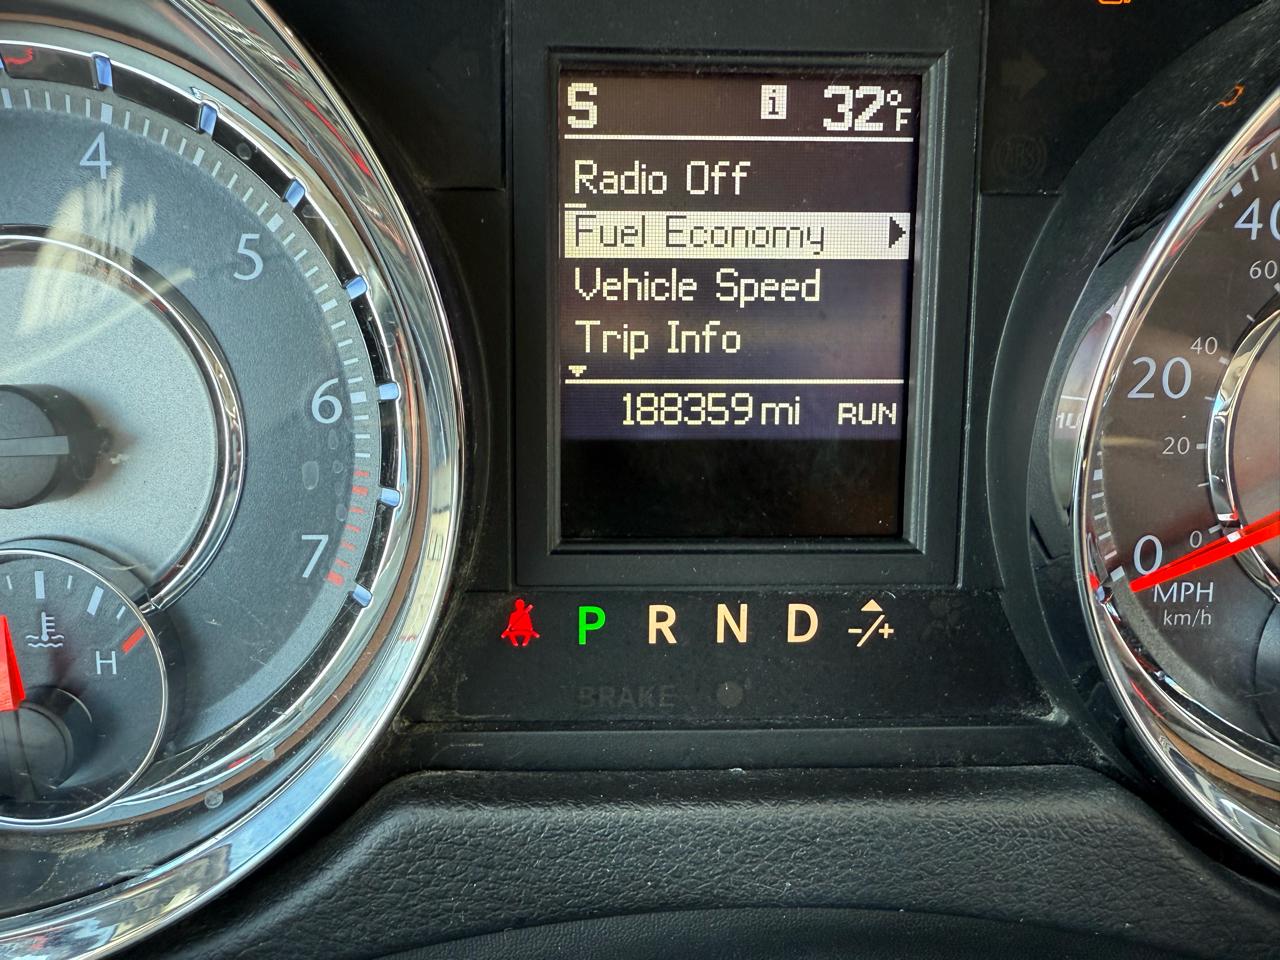 S i 32°F
Radio Off
Fuel Economy
Vehicle Speed
Trip Info
188359 mi RUN
P R N D -/+
BRAKE
4
5
6
7
H
40
60
20
40
20
0
0
MPH
km/h